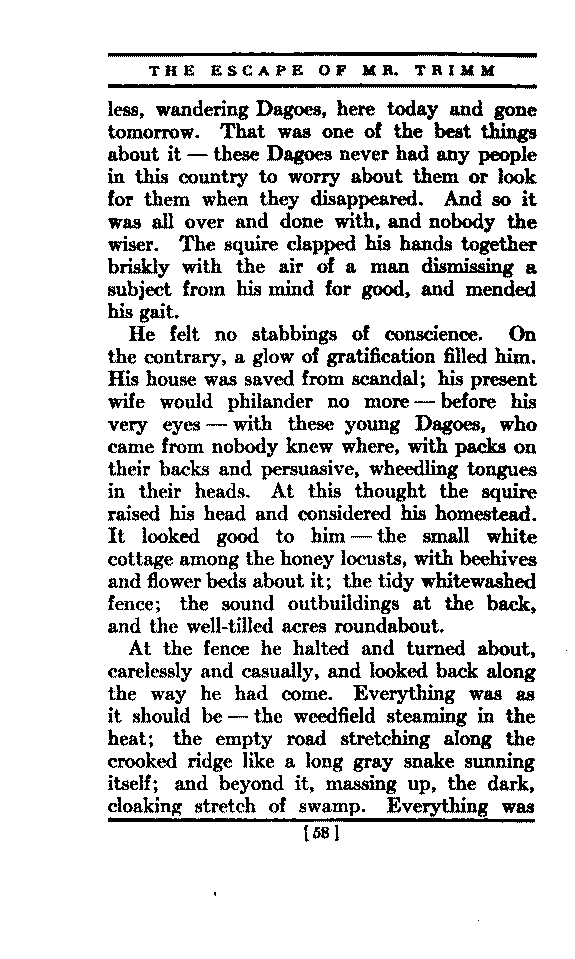 THE ESCAPE OF MR. TRIMM
less, wandering Dagoes, here today and gone
tomorrow. That was one of the best things
about it — these Dagoes never had any people
in this country to worry about them or look
for them when they disappeared. And so it
was all over and done with, and nobody the
wiser. The squire clapped his hands together
briskly with the air of a man dismissing a
subject from his mind for good, and mended
his gait.
He felt no stabbings of conscience. On
the contrary, a glow of gratification filled him.
His house was saved from scandal; his present
wife would philander no more — before his
very eyes — with these young Dagoes, who
came from nobody knew where, with packs on
their backs and persuasive, wheedling tongues
in their heads. At this thought the squire
raised his head and considered his homestead.
It looked good to him — the small white
cottage among the honey locusts, with beehives
and flower beds about it; the tidy whitewashed
fence; the sound outbuildings at the back,
and the well-tilled acres roundabout.
At the fence he halted and turned about,
carelessly and casually, and looked back along
the way he had come. Everything was as
it should be — the weedfield steaming in the
heat; the empty road stretching along the
crooked ridge like a long gray snake sunning
itself; and beyond it, massing up, the dark,
cloaking stretch of swamp. Everything was
[58]